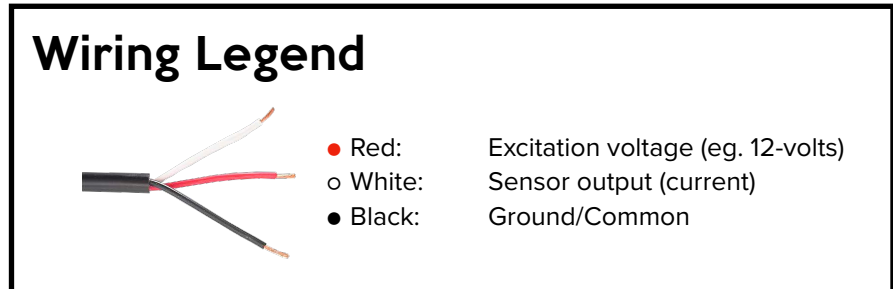 Wiring Legend
● Red: Excitation voltage (eg. 12-volts)
○ White: Sensor output (current)
● Black: Ground/Common